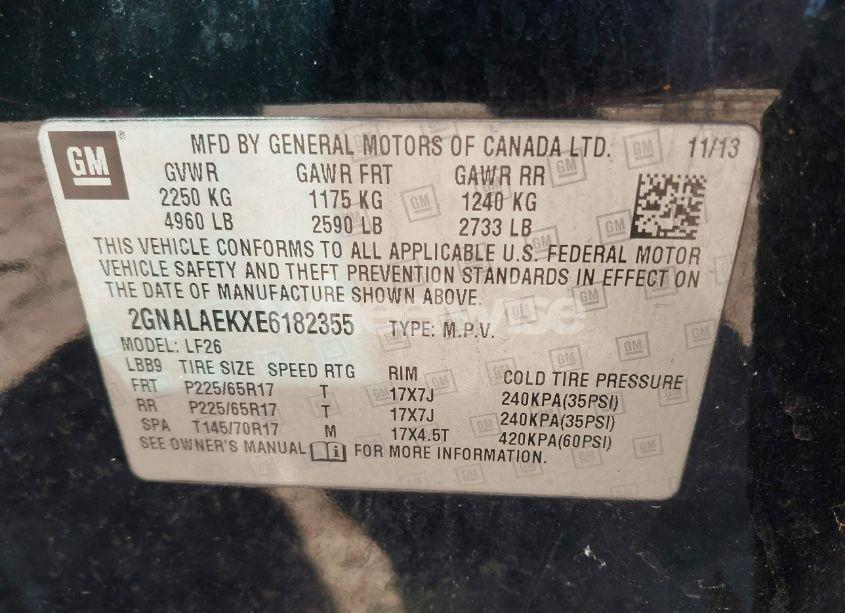 GM ® MFD BY GENERAL MOTORS OF CANADA LTD. 11/13
GVWR GAWR FRT GAWR RR
2250 KG 1175 KG 1240 KG
4960 LB 2590 LB 2733 LB
THIS VEHICLE CONFORMS TO ALL APPLICABLE U.S. FEDERAL MOTOR
VEHICLE SAFETY AND THEFT PREVENTION STANDARDS IN EFFECT ON
THE DATE OF MANUFACTURE SHOWN ABOVE.
2GNALAEKXE6182355 TYPE: M.P.V.
MODEL: LF26
LBB9 TIRE SIZE SPEED RTG RIM COLD TIRE PRESSURE
FRT P225/65R17 T 17X7J 240KPA(35PSI)
RR P225/65R17 T 17X7J 240KPA(35PSI)
SPA T145/70R17 M 17X4.5T 420KPA(60PSI)
SEE OWNER'S MANUAL FOR MORE INFORMATION.